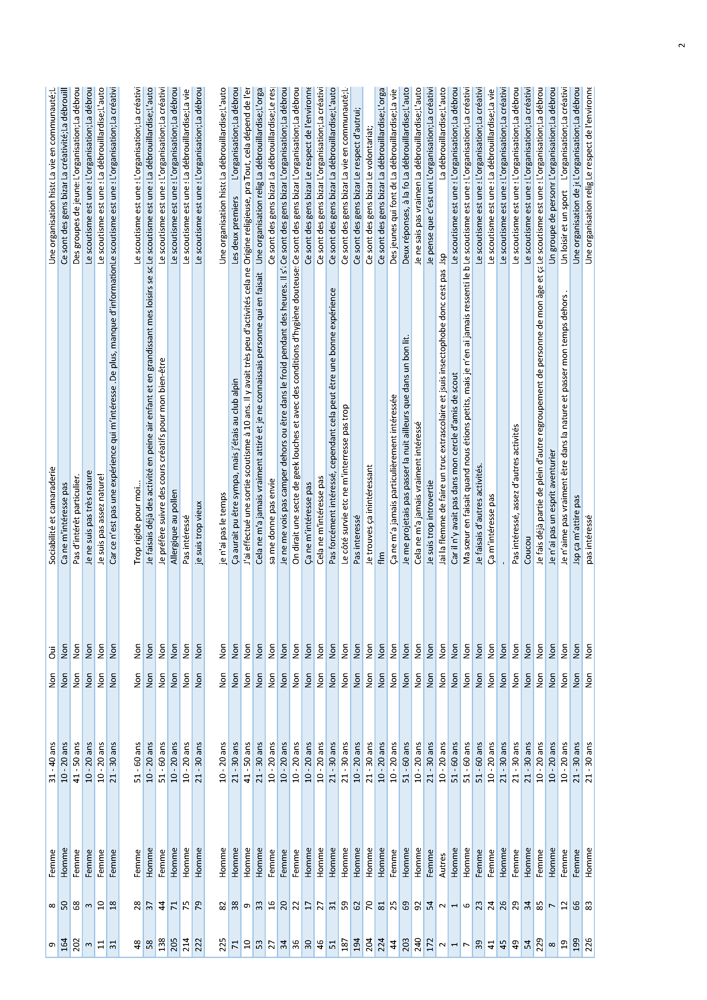 9 8 Femme 31 - 40 ans Non Oui Sociabilité et camaraderie Une organisation histo La vie en communauté;L
164 50 Homme 10 - 20 ans Non Non Ca ne m'intéresse pas Ce sont des gens bizar La créativité;La débrouill
202 68 Femme 41 - 50 ans Non Non Pas d'intérêt particulier. Des groupes de jeune: L'organisation;La débrou
3 3 Femme 10 - 20 ans Non Non Je ne suis pas très nature Le scoutisme est une s L'organisation;La débrou
11 10 Femme 10 - 20 ans Non Non Je suis pas assez nature! Le scoutisme est une s La débrouillardise;L'auto
31 18 Femme 21 - 30 ans Non Non Car ce n'est pas une expérience qui m'intéresse .De plus, manque d'information Le scoutisme est une s L'organisation;La créativi
48 28 Femme 51 - 60 ans Non Non Trop rigide pour moi... Le scoutisme est une s L'organisation;La créativi
58 37 Homme 10 - 20 ans Non Non Je faisais déjà des activité en peine air enfant et en grandissant mes loisirs se sc Le scoutisme est une s La débrouillardise;L'auto
138 44 Femme 51 - 60 ans Non Non Je préfère suivre des cours créatifs pour mon bien-être Le scoutisme est une s L'organisation;La créativi
205 71 Homme 10 - 20 ans Non Non Allergique au pollen Le scoutisme est une s L'organisation;La débrou
214 75 Homme 10 - 20 ans Non Non Pas intéressé Le scoutisme est une s La débrouillardise;La vie
222 79 Homme 21 - 30 ans Non Non je suis trop vieux Le scoutisme est une s L'organisation;La débrou
225 82 Homme 10 - 20 ans Non Non je n'ai pas le temps Une organisation histo La débrouillardise;L'auto
71 38 Homme 21 - 30 ans Non Non Ça aurait pu être sympa, mais j'étais au club alpin Les deux premiers L'organisation;La débrou
10 9 Homme 41 - 50 ans Non Non J'ai effectué une sortie scoutisme à 10 ans. Il y avait très peu d'activités cela ne Origine religieuse, pra Tout, cela dépend de l'er
53 33 Homme 21 - 30 ans Non Non Cela ne m'a jamais vraiment attiré et je ne connaissais personne qui en faisait Une organisation relig La débrouillardise;L'orga
27 16 Femme 10 - 20 ans Non Non sa me donne pas envie Ce sont des gens bizar La débrouillardise;Le resp
34 20 Femme 10 - 20 ans Non Non Je ne me vois pas camper dehors ou être dans le froid pendant des heures. Il s'a Ce sont des gens bizar L'organisation;La débrou
36 22 Femme 10 - 20 ans Non Non On dirait une secte de geek louches et avec des conditions d'hygiène douteuses Ce sont des gens bizar L'organisation;La débrou
30 17 Homme 10 - 20 ans Non Non Ça ne m'intéresse pas Ce sont des gens bizar Le respect de l'environne
46 27 Homme 10 - 20 ans Non Non Cela ne m'intéresse pas Ce sont des gens bizar L'organisation;La créativi
51 31 Homme 21 - 30 ans Non Non Pas forcément intéressé, cependant cela peut être une bonne expérience Ce sont des gens bizar La débrouillardise;L'auto
187 59 Homme 21 - 30 ans Non Non Le côté survie etc ne m'interresse pas trop Ce sont des gens bizar La vie en communauté;L
194 62 Homme 10 - 20 ans Non Non Pas interessé Ce sont des gens bizar Le respect d'autrui;
204 70 Homme 21 - 30 ans Non Non Je trouves ça inintéressant Ce sont des gens bizar Le volontariat;
224 81 Homme 10 - 20 ans Non Non flm Ce sont des gens bizar La débrouillardise;L'orga
44 25 Femme 10 - 20 ans Non Non Ça ne m'a jamais particulièrement intéressée Des jeunes qui font de La débrouillardise;La vie
203 69 Homme 51 - 60 ans Non Non Je me projetais pas passer la nuit ailleurs que dans un bon lit. Deux réponses, à la fo La débrouillardise;L'auto
240 92 Homme 10 - 20 ans Non Non Cela ne m'a jamais vraiment intéressé Je ne sais pas vraimen La débrouillardise;L'auto
172 54 Femme 21 - 30 ans Non Non Je suis trop introvertie Je pense que c'est une L'organisation;La créativi
2 2 Autres 10 - 20 ans Non Non Jai la flemme de faire un truc extrascolaire et jsuis insectophobe donc cest pas Jsp La débrouillardise;L'auto
1 1 Homme 51 - 60 ans Non Non Car il n'y avait pas dans mon cercle d'amis de scout Le scoutisme est une s L'organisation;La débrou
7 6 Homme 51 - 60 ans Non Non Ma sœur en faisait quand nous étions petits, mais je n'en ai jamais ressenti le b Le scoutisme est une s L'organisation;La créativi
39 23 Femme 51 - 60 ans Non Non Je faisais d'autres activités. Le scoutisme est une s L'organisation;La créativi
41 24 Femme 10 - 20 ans Non Non Ça m'intéresse pas Le scoutisme est une s La débrouillardise;La vie
45 26 Homme 21 - 30 ans Non Non - Le scoutisme est une s L'organisation;La créativi
49 29 Femme 21 - 30 ans Non Non Pas intéressé, assez d'autres activités Le scoutisme est une s L'organisation;La débrou
54 34 Homme 21 - 30 ans Non Non Coucou Le scoutisme est une s L'organisation;La créativi
229 85 Femme 10 - 20 ans Non Non Je fais déjà partie de plein d'autre regroupement de personne de mon âge et ça Le scoutisme est une s L'organisation;La débrou
8 7 Homme 10 - 20 ans Non Non Je n'ai pas un esprit aventurier Un groupe de personn L'organisation;La débrou
19 12 Femme 10 - 20 ans Non Non Je n'aime pas vraiment être dans la nature et passer mon temps dehors . Un loisir et un sport L'organisation;La créativi
199 66 Femme 21 - 30 ans Non Non Jsp ça m'attire pas Une organisation de je L'organisation;La débrou
226 83 Homme 21 - 30 ans Non Non pas intéressé Une organisation relig Le respect de l'environne
2